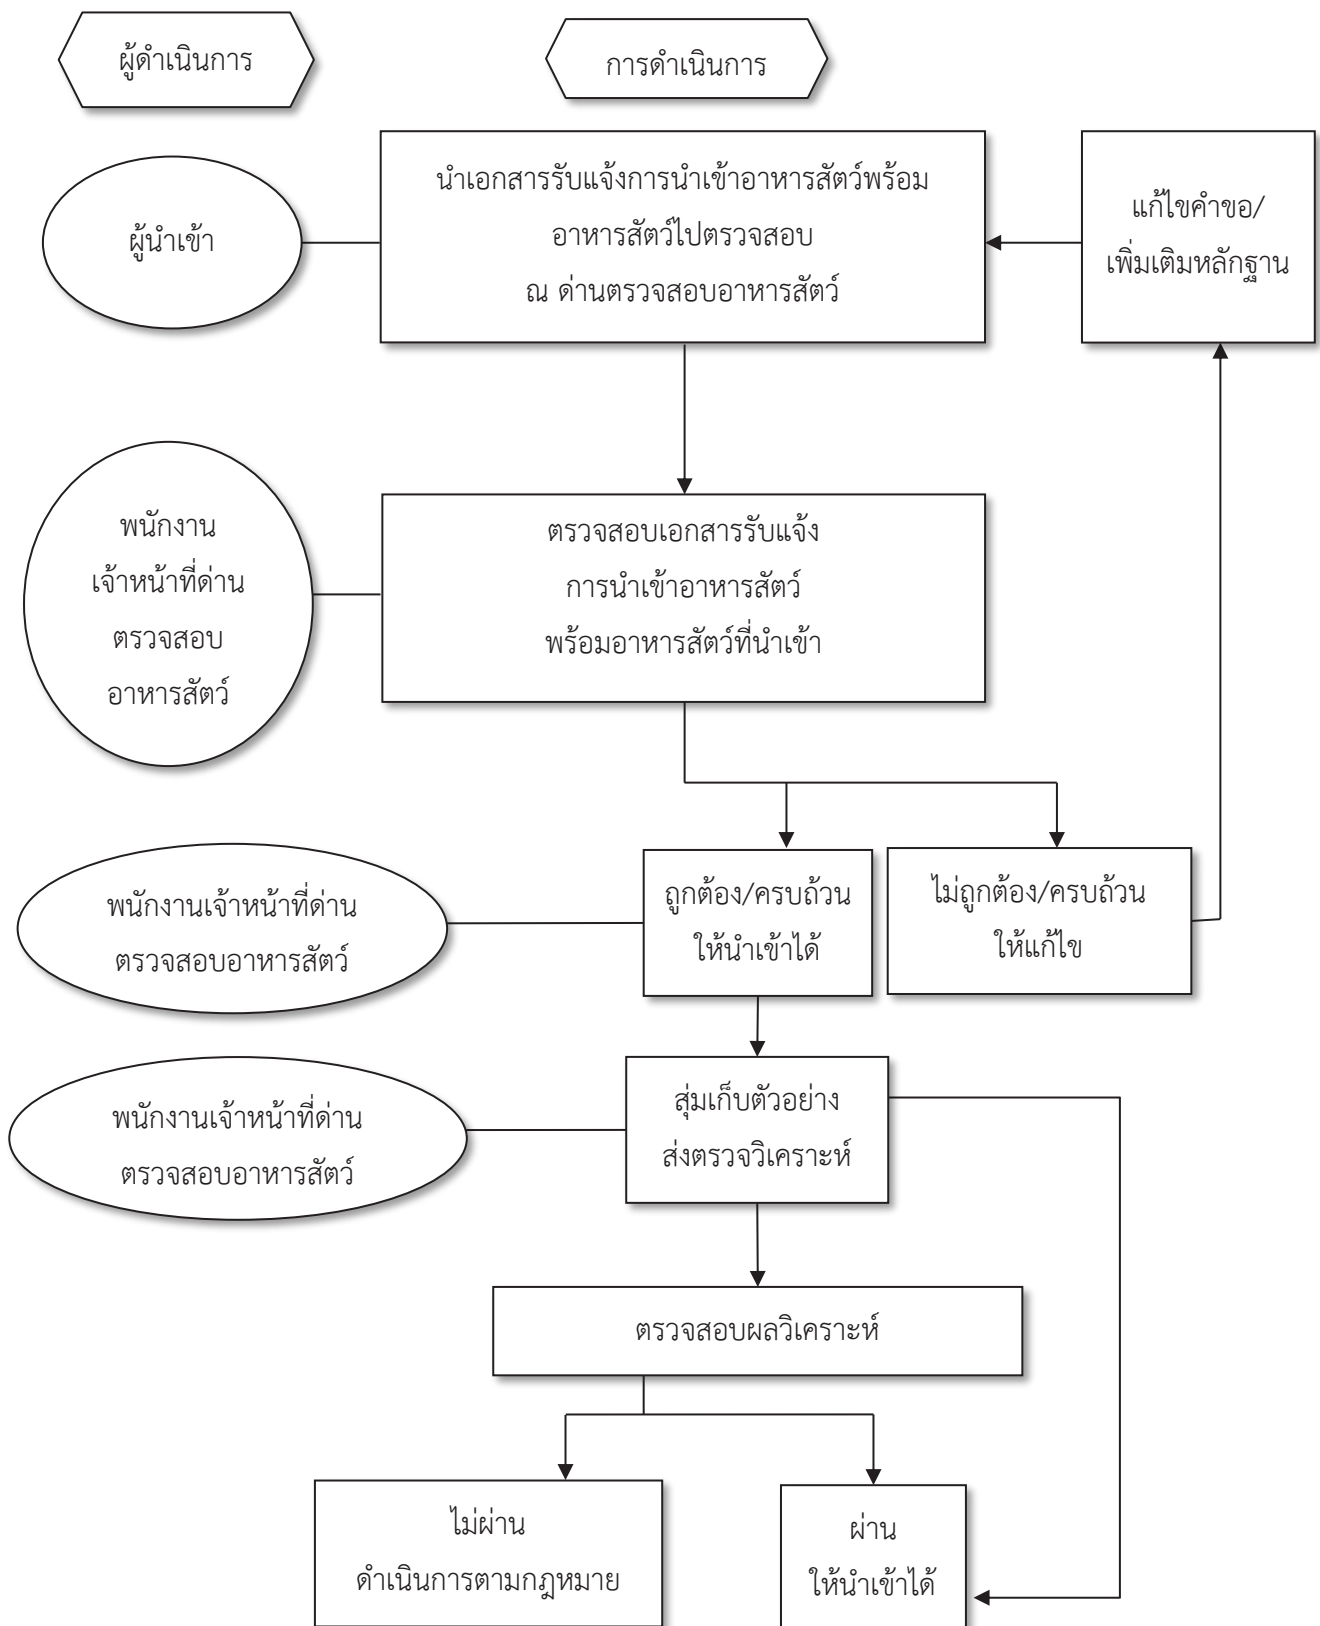 ผู้ดำเนินการ
การดำเนินการ
ผู้นำเข้า
นำเอกสารรับแจ้งการนำเข้าอาหารสัตว์พร้อม
อาหารสัตว์ไปตรวจสอบ
ณ ด่านตรวจสอบอาหารสัตว์
แก้ไขคำขอ/
เพิ่มเติมหลักฐาน
พนักงาน
เจ้าหน้าที่ด่าน
ตรวจสอบ
อาหารสัตว์
ตรวจสอบเอกสารรับแจ้ง
การนำเข้าอาหารสัตว์
พร้อมอาหารสัตว์ที่นำเข้า
พนักงานเจ้าหน้าที่ด่าน
ตรวจสอบอาหารสัตว์
ถูกต้อง/ครบถ้วน
ให้นำเข้าได้
ไม่ถูกต้อง/ครบถ้วน
ให้แก้ไข
พนักงานเจ้าหน้าที่ด่าน
ตรวจสอบอาหารสัตว์
สุ่มเก็บตัวอย่าง
ส่งตรวจวิเคราะห์
ตรวจสอบผลวิเคราะห์
ไม่ผ่าน
ดำเนินการตามกฎหมาย
ผ่าน
ให้นำเข้าได้